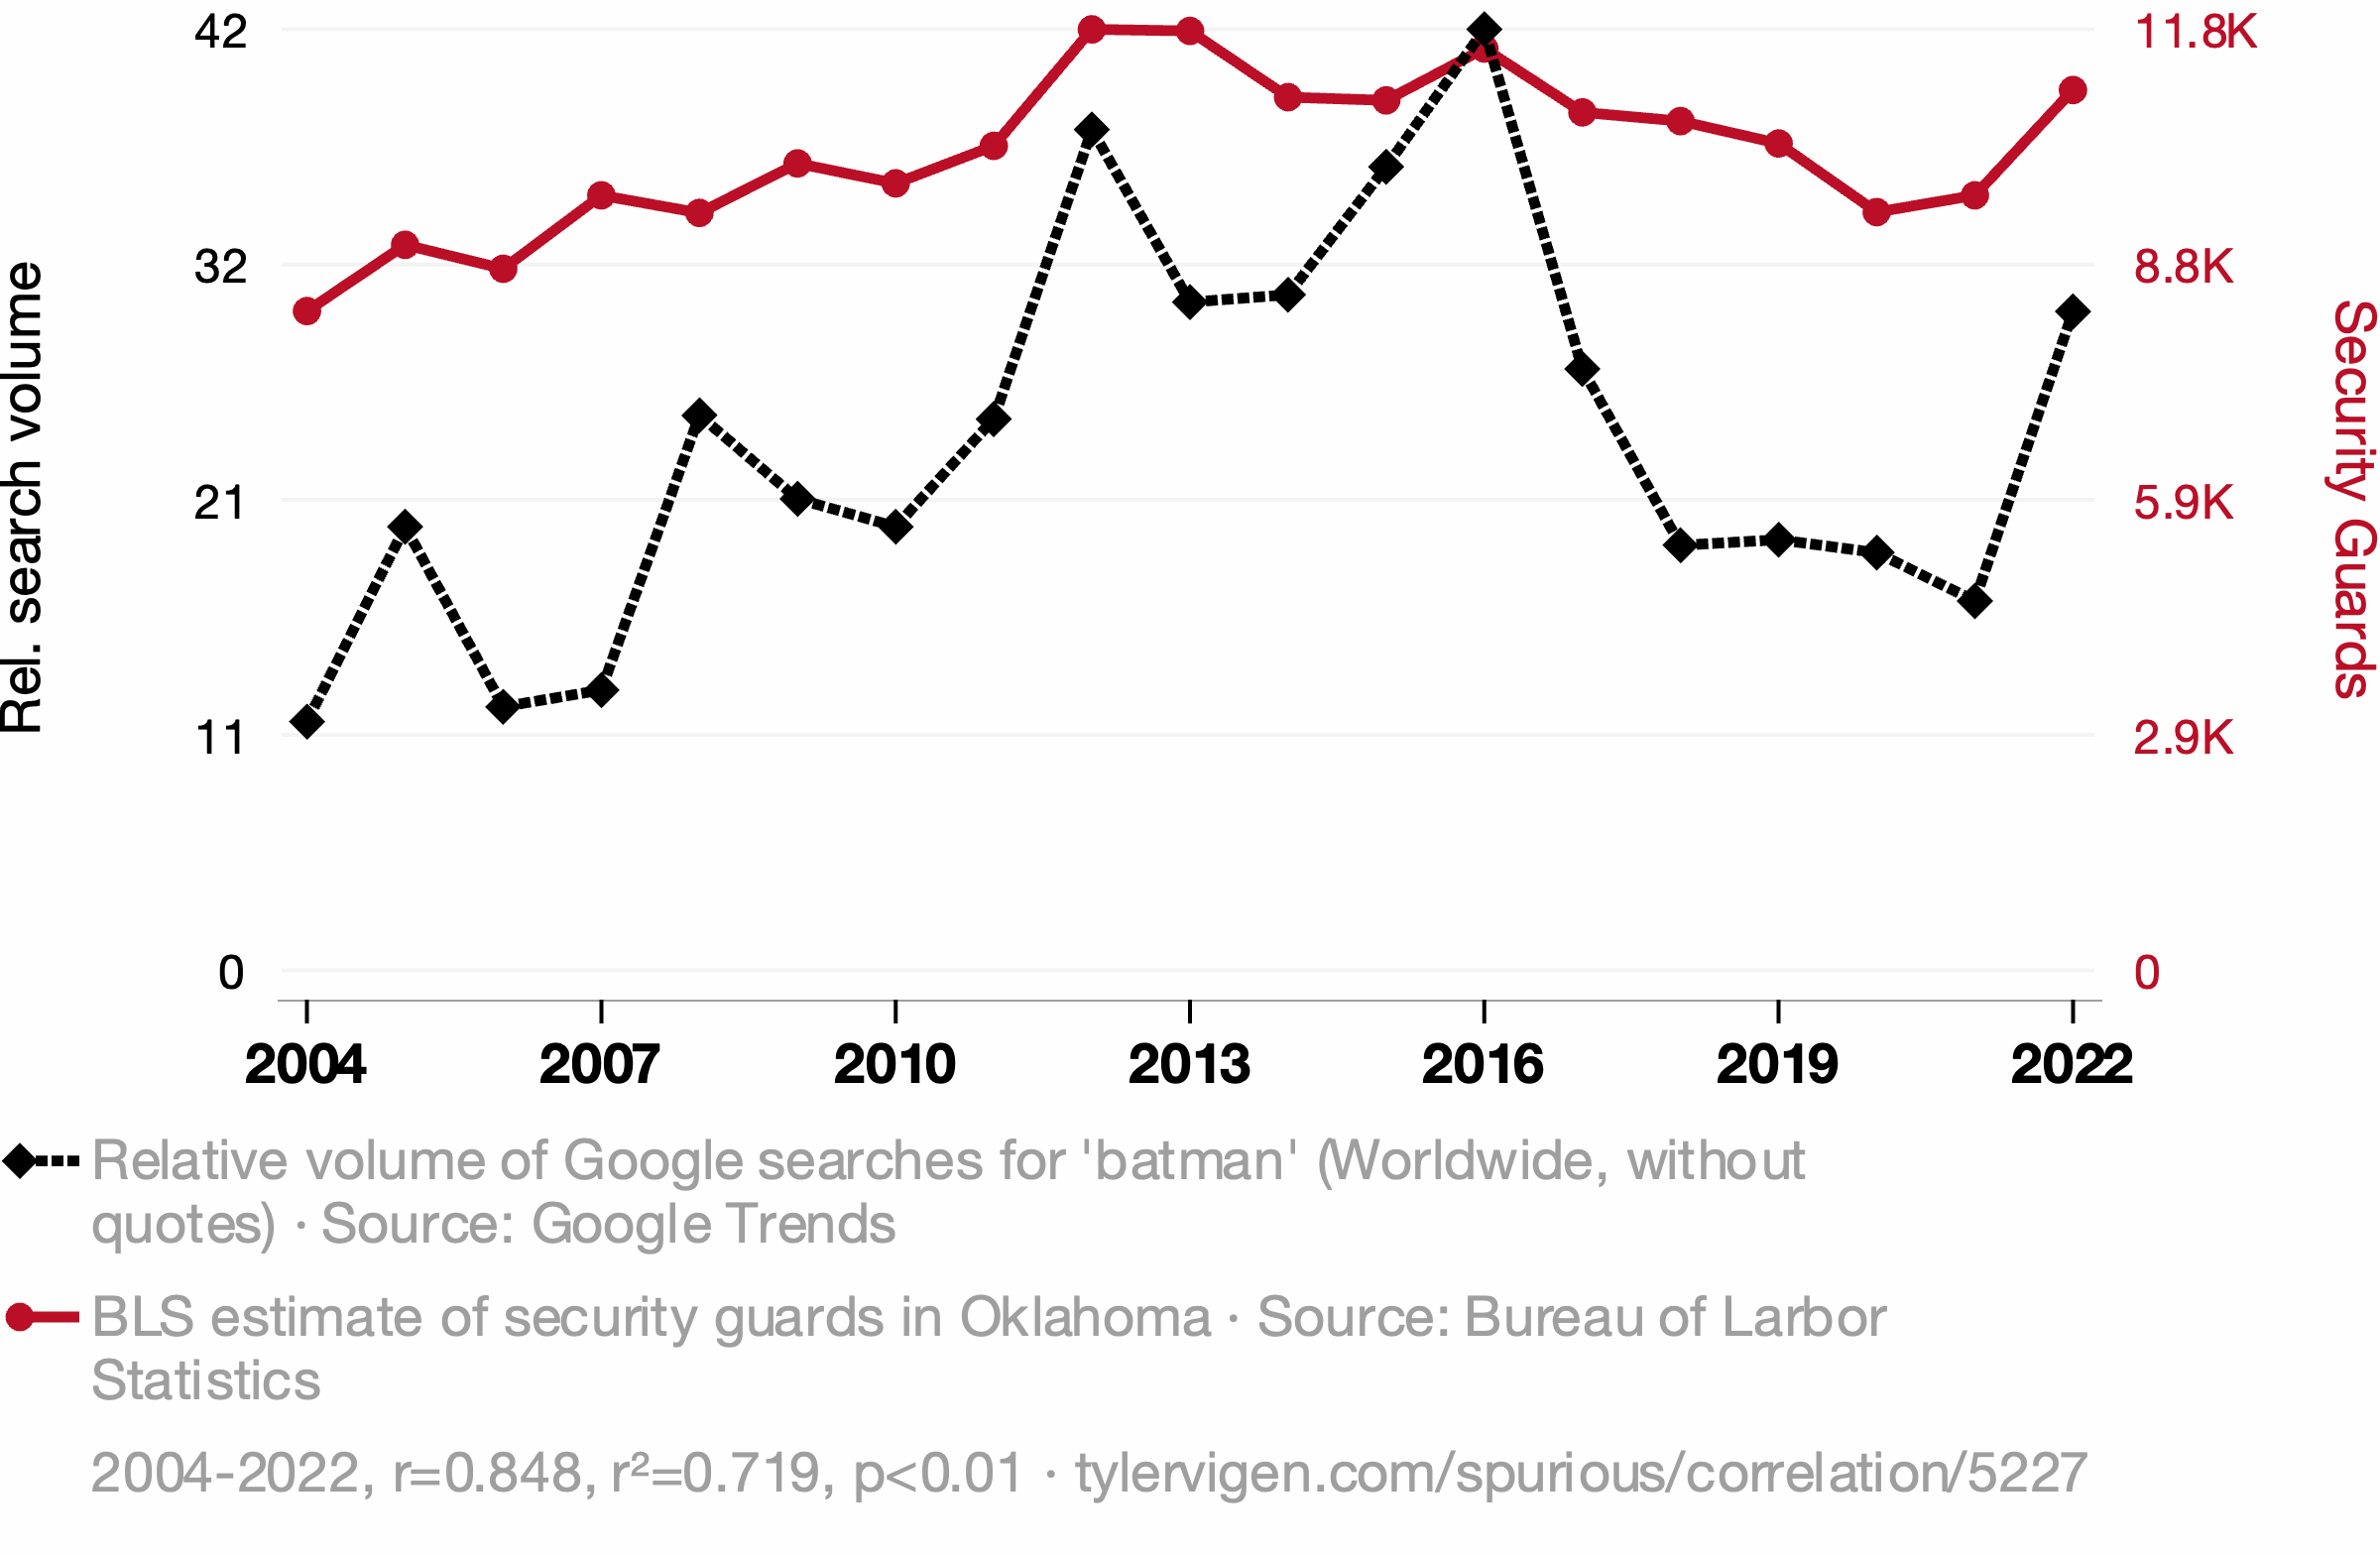 42
32
21
11
0
Rel. search volume
11.8K
8.8K
5.9K
2.9K
0
Security Guards
2004 2007 2010 2013 2016 2019 2022
Relative volume of Google searches for 'batman' (Worldwide, without
quotes) · Source: Google Trends
BLS estimate of security guards in Oklahoma · Source: Bureau of Larbor
Statistics
2004-2022, r=0.848, r²=0.719, p<0.01 · tylervigen.com/spurious/correlation/5227